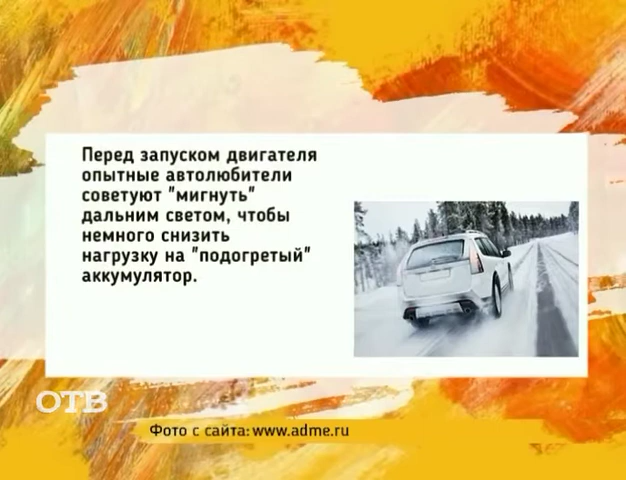 Перед запуском двигателя
опытные автолюбители
советуют "мигнуть"
дальним светом, чтобы
немного снизить
нагрузку на "подогретый"
аккумулятор.
ОТВ
Фото с сайта: www.adme.ru